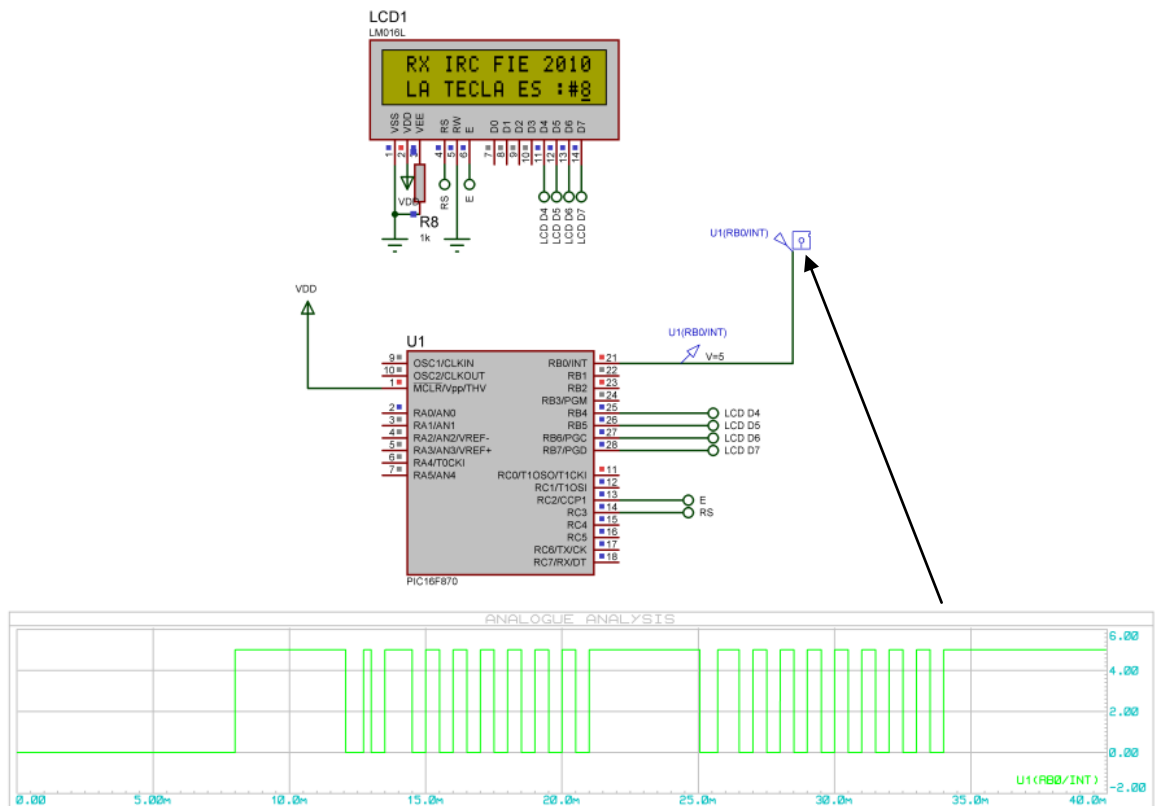 LCD1
LM016L
RX IRC FIE 2010
LA TECLA ES :#8
VSS
VDD
VEE
RS
RW
E
D0
D1
D2
D3
D4
D5
D6
D7
1
2
3
4
5
6
7
8
9
10
11
12
13
14
VDD
RS
E
LCD D4
LCD D5
LCD D6
LCD D7
R8
1k
U1(RB0/INT)
VDD
U1(RB0/INT)
V=5
U1
9 OSC1/CLKIN RB0/INT 21
10 OSC2/CLKOUT RB1 22
1 MCLR/Vpp/THV RB2 23
RB3/PGM 24
2 RA0/AN0 RB4 25 LCD D4
3 RA1/AN1 RB5 26 LCD D5
4 RA2/AN2/VREF- RB6/PGC 27 LCD D6
5 RA3/AN3/VREF+ RB7/PGD 28 LCD D7
6 RA4/T0CKI
7 RA5/AN4 RC0/T1OSO/T1CKI 11
RC1/T1OSI 12
RC2/CCP1 13 E
RC3 14 RS
RC4 15
RC5 16
RC6/TX/CK 17
RC7/RX/DT 18
PIC16F870
ANALOGUE ANALYSIS
6.00
4.00
2.00
0.00
U1(RB0/INT)
-2.00
0.00 5.00m 10.0m 15.0m 20.0m 25.0m 30.0m 35.0m 40.0m